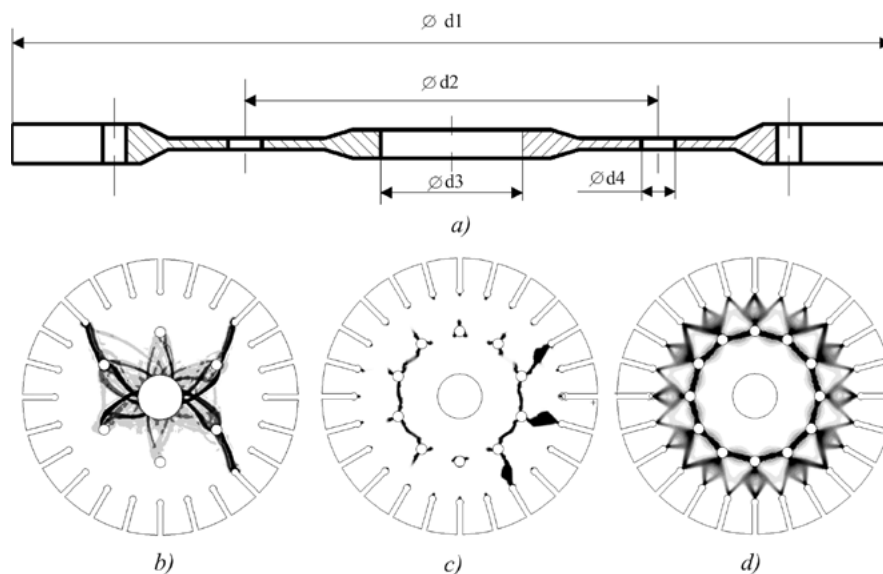 ∅ d1
∅ d2
∅ d3
∅ d4
a)
b)
c)
d)